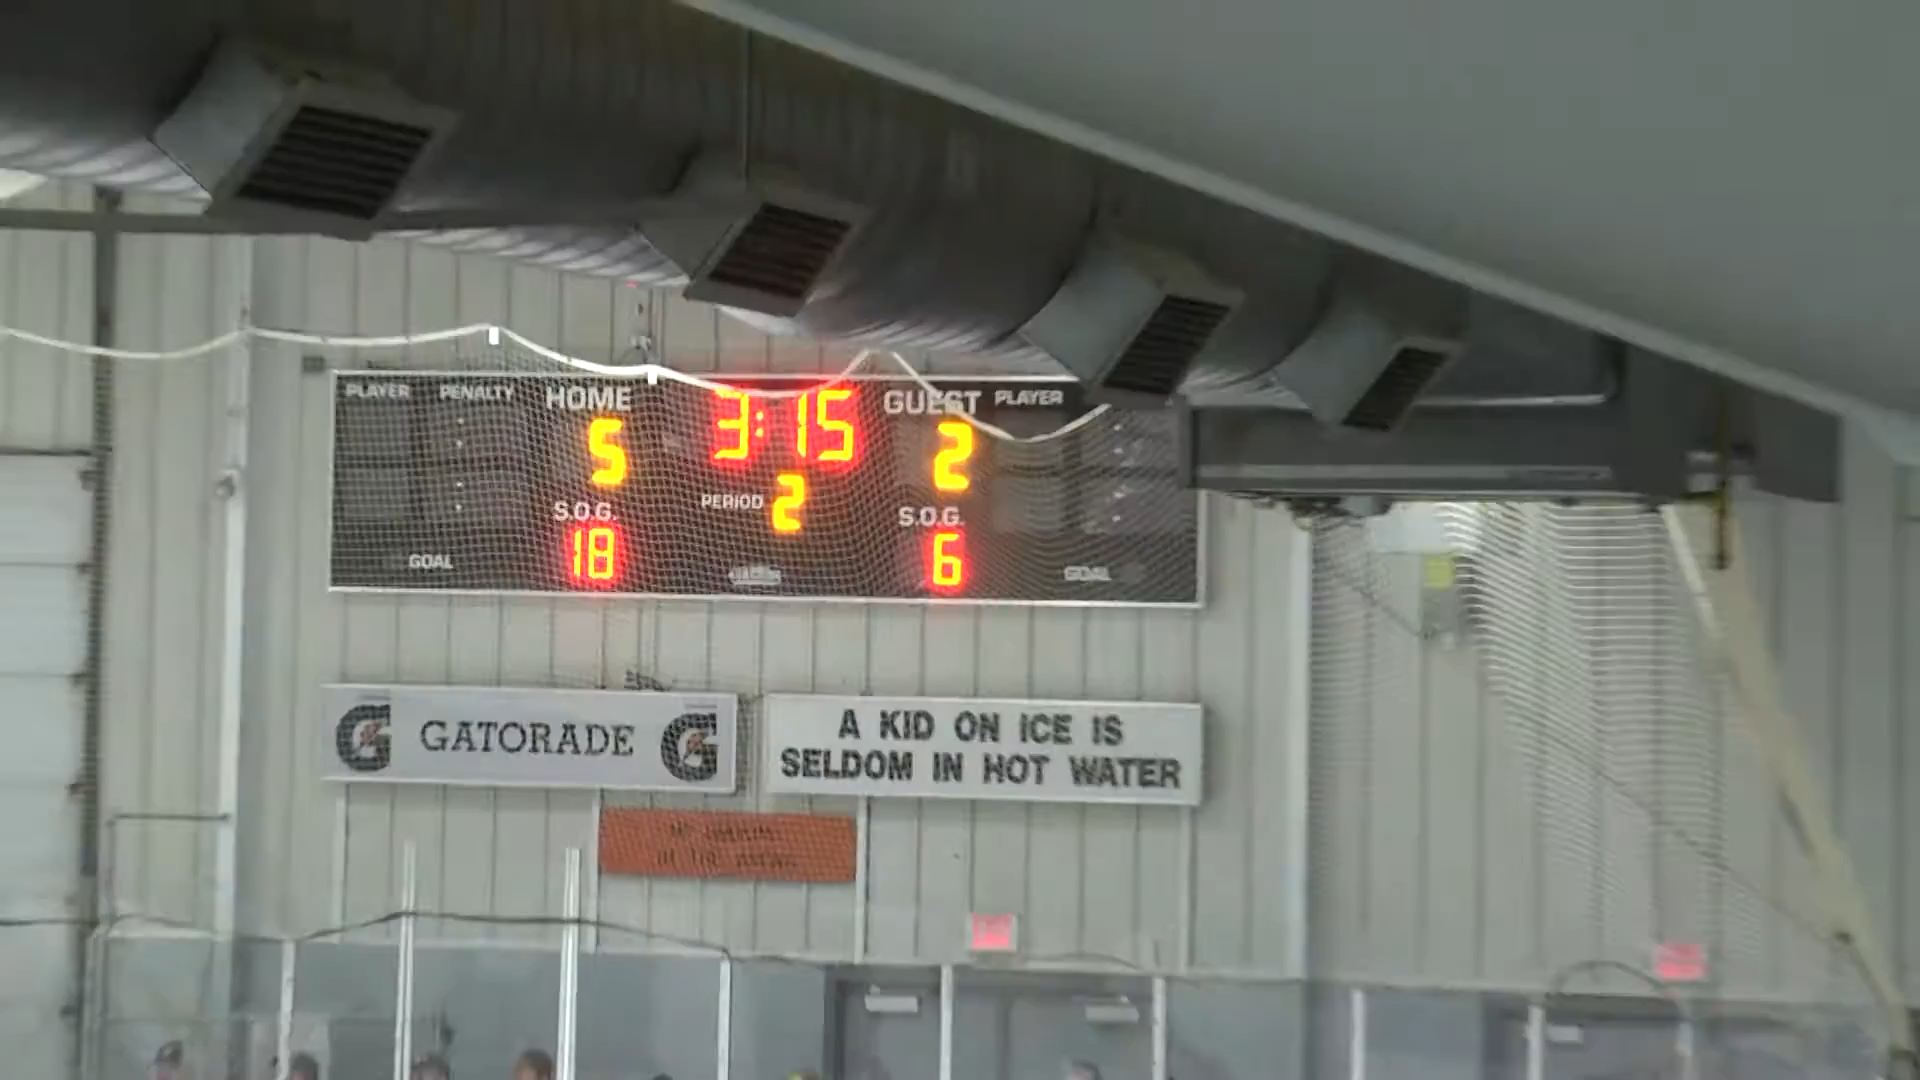 PLAYER PENALTY HOME 3:15 GUEST PLAYER
5 2
PERIOD 2
S.O.G. S.O.G.
18 6
GOAL GOAL
G GATORADE G
A KID ON ICE IS
SELDOM IN HOT WATER